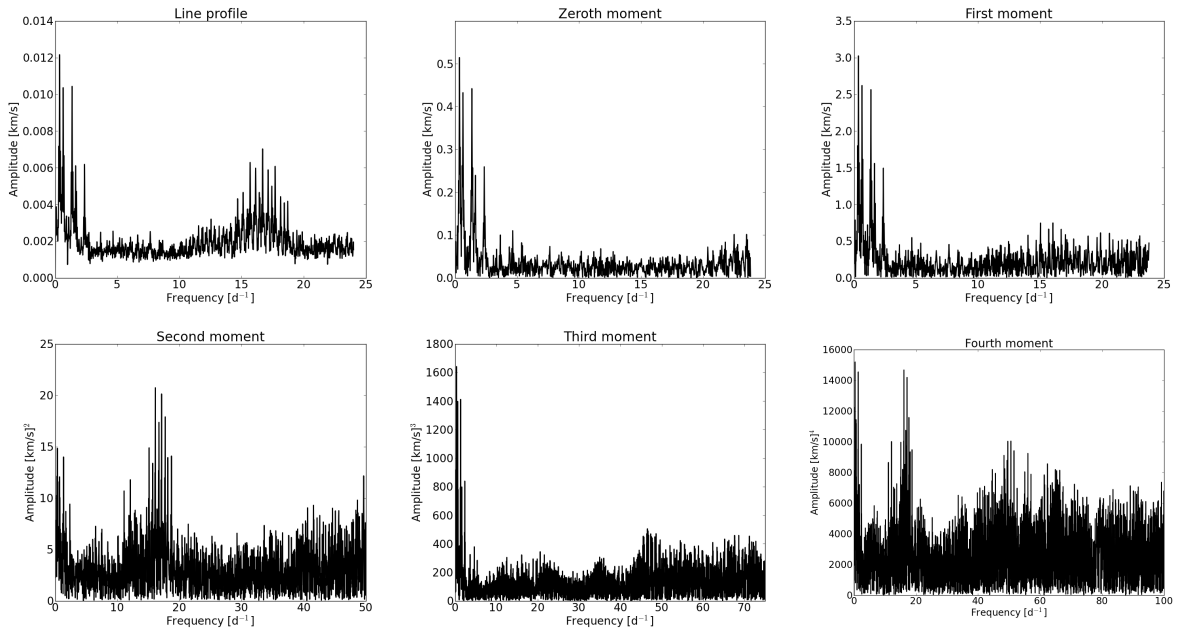 Line profile
Amplitude [km/s]
0.014
0.012
0.010
0.008
0.006
0.004
0.002
0.000
0 5 10 15 20 25
Frequency [d⁻¹]
Zeroth moment
Amplitude [km/s]
0.5
0.4
0.3
0.2
0.1
0.0
0 5 10 15 20 25
Frequency [d⁻¹]
First moment
Amplitude [km/s]
3.5
3.0
2.5
2.0
1.5
1.0
0.5
0.0
0 5 10 15 20 25
Frequency [d⁻¹]
Second moment
Amplitude [km/s]²
25
20
15
10
5
0
0 10 20 30 40 50
Frequency [d⁻¹]
Third moment
Amplitude [km/s]³
1800
1600
1400
1200
1000
800
600
400
200
0
0 10 20 30 40 50 60 70
Frequency [d⁻¹]
Fourth moment
Amplitude [km/s]⁴
16000
14000
12000
10000
8000
6000
4000
2000
0
0 20 40 60 80 100
Frequency [d⁻¹]